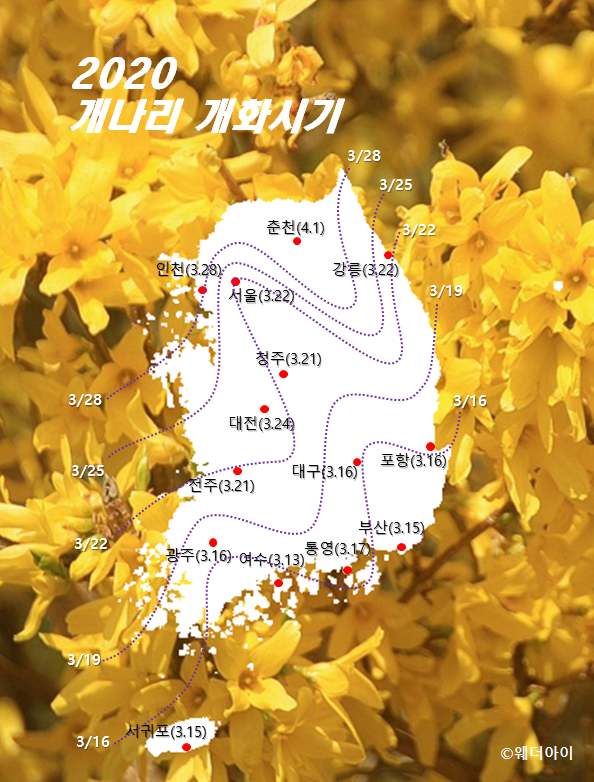 2020
개나리 개화시기
3/28
3/25
3/22
춘천(4.1)
인천(3.28)
강릉(3.22)
서울(3.22)
3/19
청주(3.21)
3/28
3/16
대전(3.24)
3/25
대구(3.16)
포항(3.16)
전주(3.21)
부산(3.15)
3/22
광주(3.16)
여수(3.13)
통영(3.17)
3/19
서귀포(3.15)
3/16
©웨더아이